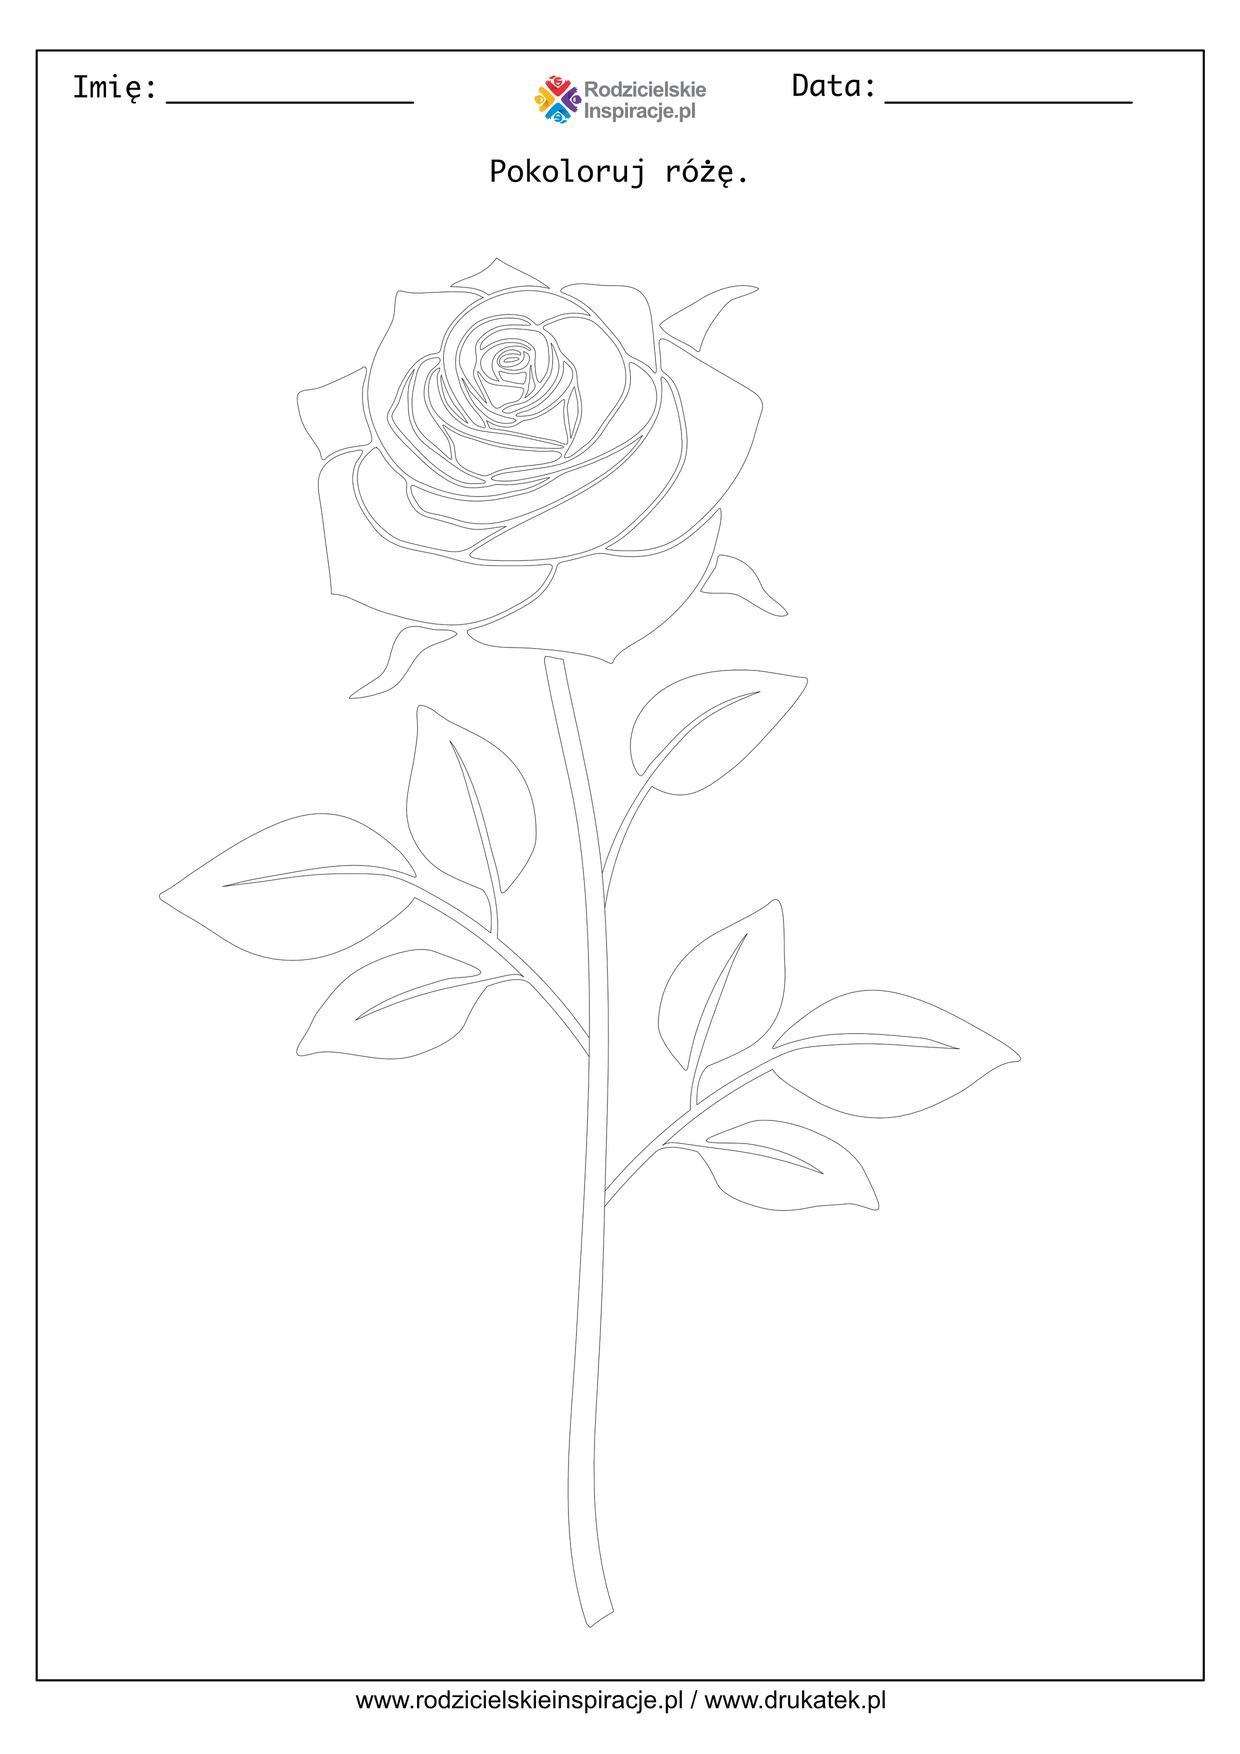 Imię: Data:
Rodzicielskie
Inspiracje.pl
Pokoloruj różę.
www.rodzicielskieinspiracje.pl / www.drukatek.pl